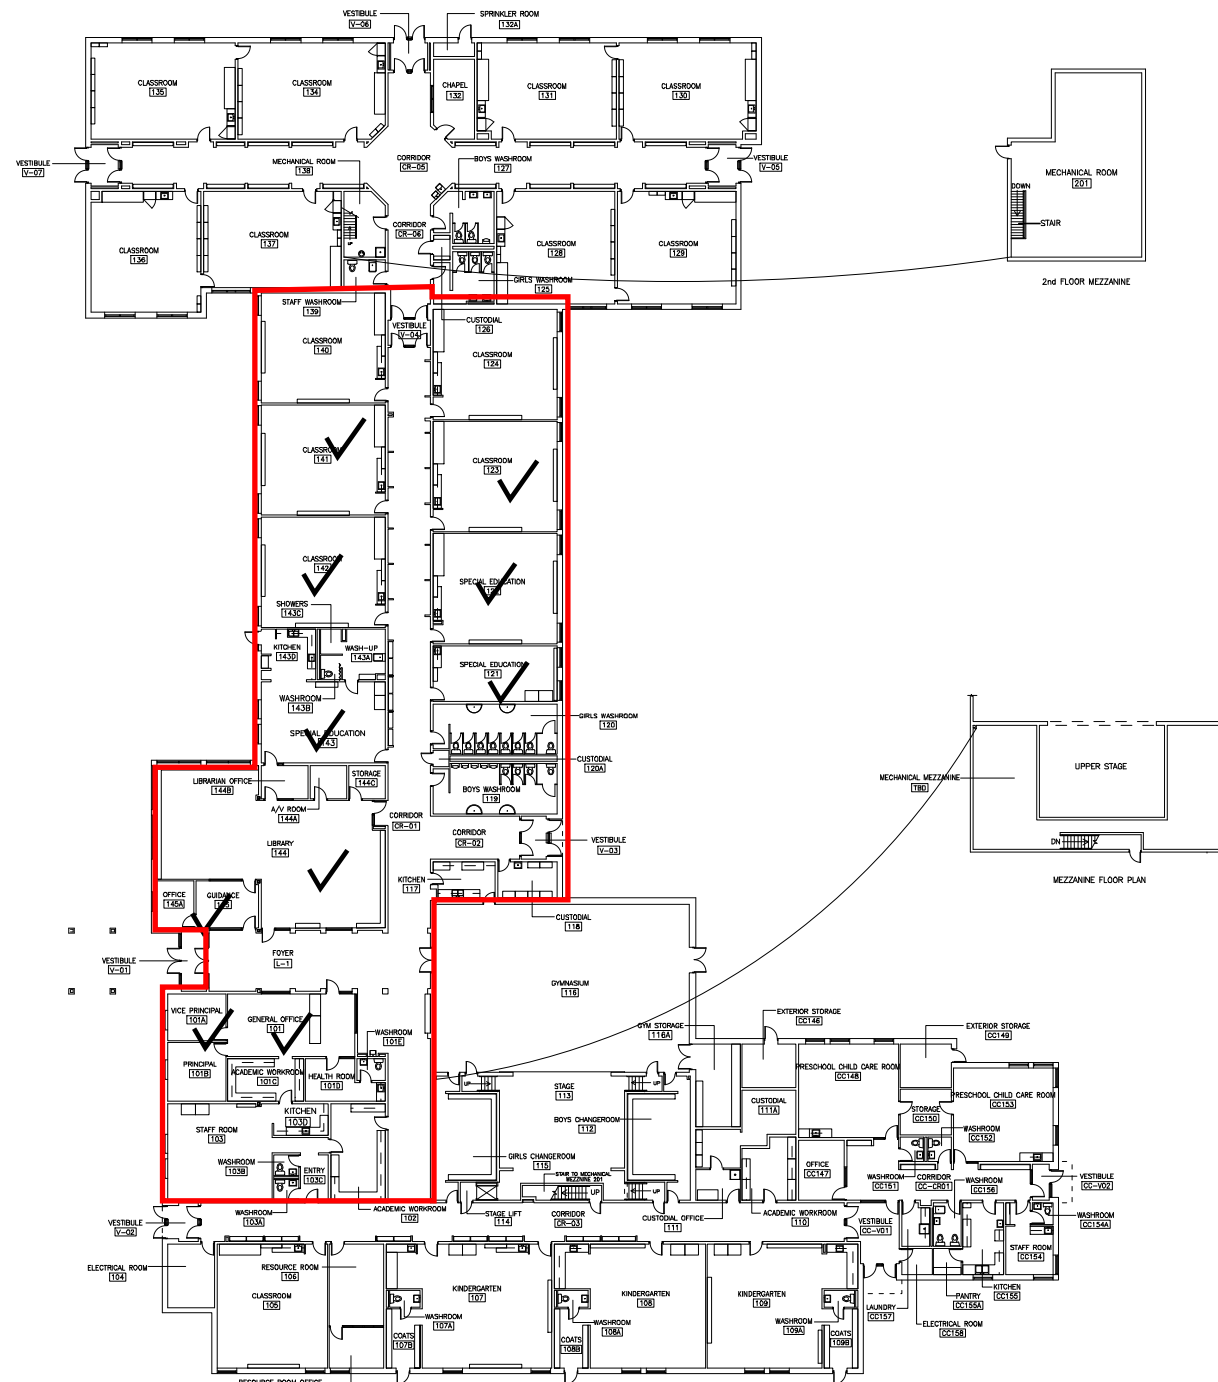 VESTIBULE
V-06
SPRINKLER ROOM
132A
CLASSROOM
135
CLASSROOM
134
CHAPEL
132
CLASSROOM
131
CLASSROOM
130
VESTIBULE
V-07
MECHANICAL ROOM
138
CORRIDOR
CR-05
BOYS WASHROOM
127
VESTIBULE
V-05
MECHANICAL ROOM
201
DOWN
STAIR
2nd FLOOR MEZZANINE
CLASSROOM
136
CLASSROOM
137
UP
CORRIDOR
CR-06
CLASSROOM
128
CLASSROOM
129
GIRLS WASHROOM
125
STAFF WASHROOM
139
CUSTODIAL
126
VESTIBULE
V-04
CLASSROOM
140
CLASSROOM
124
CLASSROOM
141
CLASSROOM
123
CLASSROOM
142
SPECIAL EDUCATION
SHOWERS
143C
KITCHEN
143D
WASH-UP
143A
SPECIAL EDUCATION
121
WASHROOM
143B
SPECIAL EDUCATION
143
GIRLS WASHROOM
120
CUSTODIAL
120A
LIBRARIAN OFFICE
144B
STORAGE
144C
A/V ROOM
144A
BOYS WASHROOM
119
CORRIDOR
CR-01
CORRIDOR
CR-02
VESTIBULE
V-03
LIBRARY
144
KITCHEN
117
OFFICE
145A
GUIDANCE
CUSTODIAL
118
MECHANICAL MEZZANINE
TBD
UPPER STAGE
DN
MEZZANINE FLOOR PLAN
VESTIBULE
V-01
FOYER
L-1
GYMNASIUM
116
VICE PRINCIPAL
101A
GENERAL OFFICE
101
WASHROOM
101E
GYM STORAGE
116A
EXTERIOR STORAGE
CC146
EXTERIOR STORAGE
CC149
PRINCIPAL
101B
ACADEMIC WORKROOM
101C
HEALTH ROOM
101D
UP
STAGE
113
UP
PRESCHOOL CHILD CARE ROOM
CC148
PRESCHOOL CHILD CARE ROOM
CC153
STAFF ROOM
103
KITCHEN
103D
BOYS CHANGEROOM
112
CUSTODIAL
111A
STORAGE
CC150
WASHROOM
CC152
WASHROOM
103B
ENTRY
103C
GIRLS CHANGEROOM
115
STAIR TO MECHANICAL
MEZZNINE 201
UP
UP
OFFICE
CC147
WASHROOM
CC151
CORRIDOR
CC-CR01
WASHROOM
CC156
VESTIBULE
CC-V02
WASHROOM
103A
ACADEMIC WORKROOM
102
STAGE LIFT
114
CORRIDOR
CR-03
CUSTODIAL OFFICE
111
ACADEMIC WORKROOM
110
VESTIBULE
CC-V01
WASHROOM
CC154A
VESTIBULE
V-02
STAFF ROOM
CC154
ELECTRICAL ROOM
104
RESOURCE ROOM
106
CLASSROOM
105
KINDERGARTEN
107
KINDERGARTEN
108
KINDERGARTEN
109
KITCHEN
CC155
PANTRY
CC155A
LAUNDRY
CC157
ELECTRICAL ROOM
CC158
WASHROOM
107A
WASHROOM
108A
WASHROOM
109A
COATS
107B
COATS
108B
COATS
109B
RESOURCE ROOM OFFICE